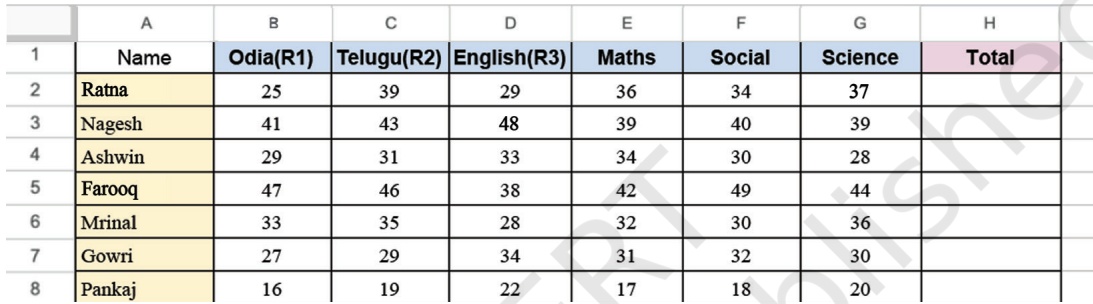 A B C D E F G H
1 Name Odia(R1) Telugu(R2) English(R3) Maths Social Science Total
2 Ratna 25 39 29 36 34 37
3 Nagesh 41 43 48 39 40 39
4 Ashwin 29 31 33 34 30 28
5 Farooq 47 46 38 42 49 44
6 Mrinal 33 35 28 32 30 36
7 Gowri 27 29 34 31 32 30
8 Pankaj 16 19 22 17 18 20